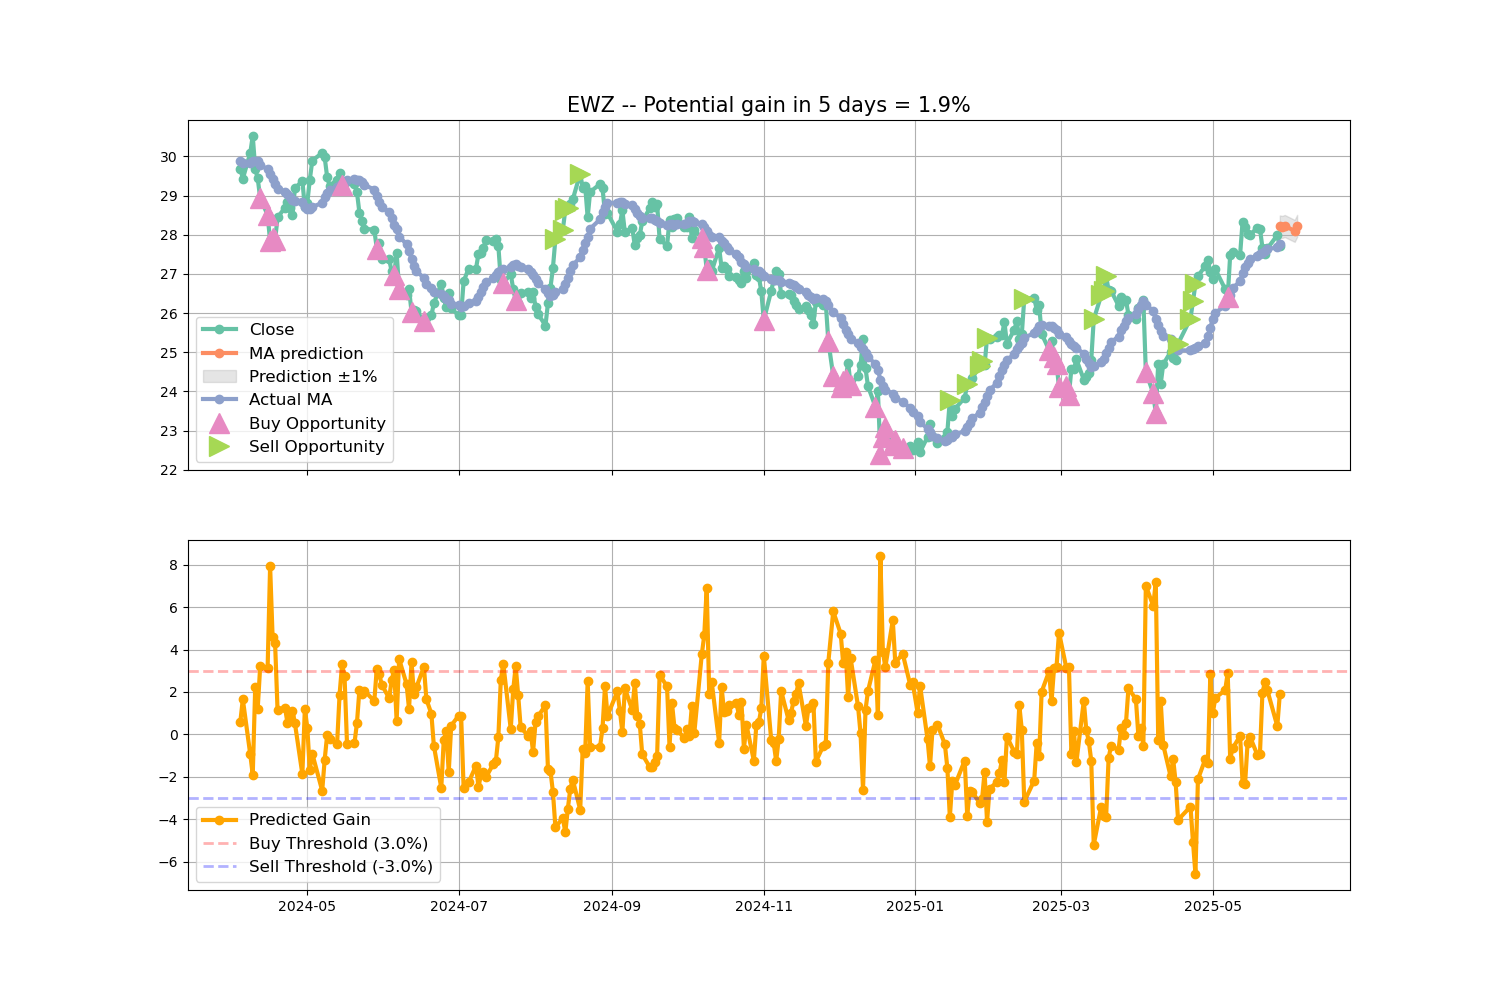 EWZ -- Potential gain in 5 days = 1.9%
30
29
28
27
26
25
24
23
22
Close
MA prediction
Prediction ±1%
Actual MA
Buy Opportunity
Sell Opportunity
8
6
4
2
0
−2
−4
−6
Predicted Gain
Buy Threshold (3.0%)
Sell Threshold (-3.0%)
2024-05 2024-07 2024-09 2024-11 2025-01 2025-03 2025-05